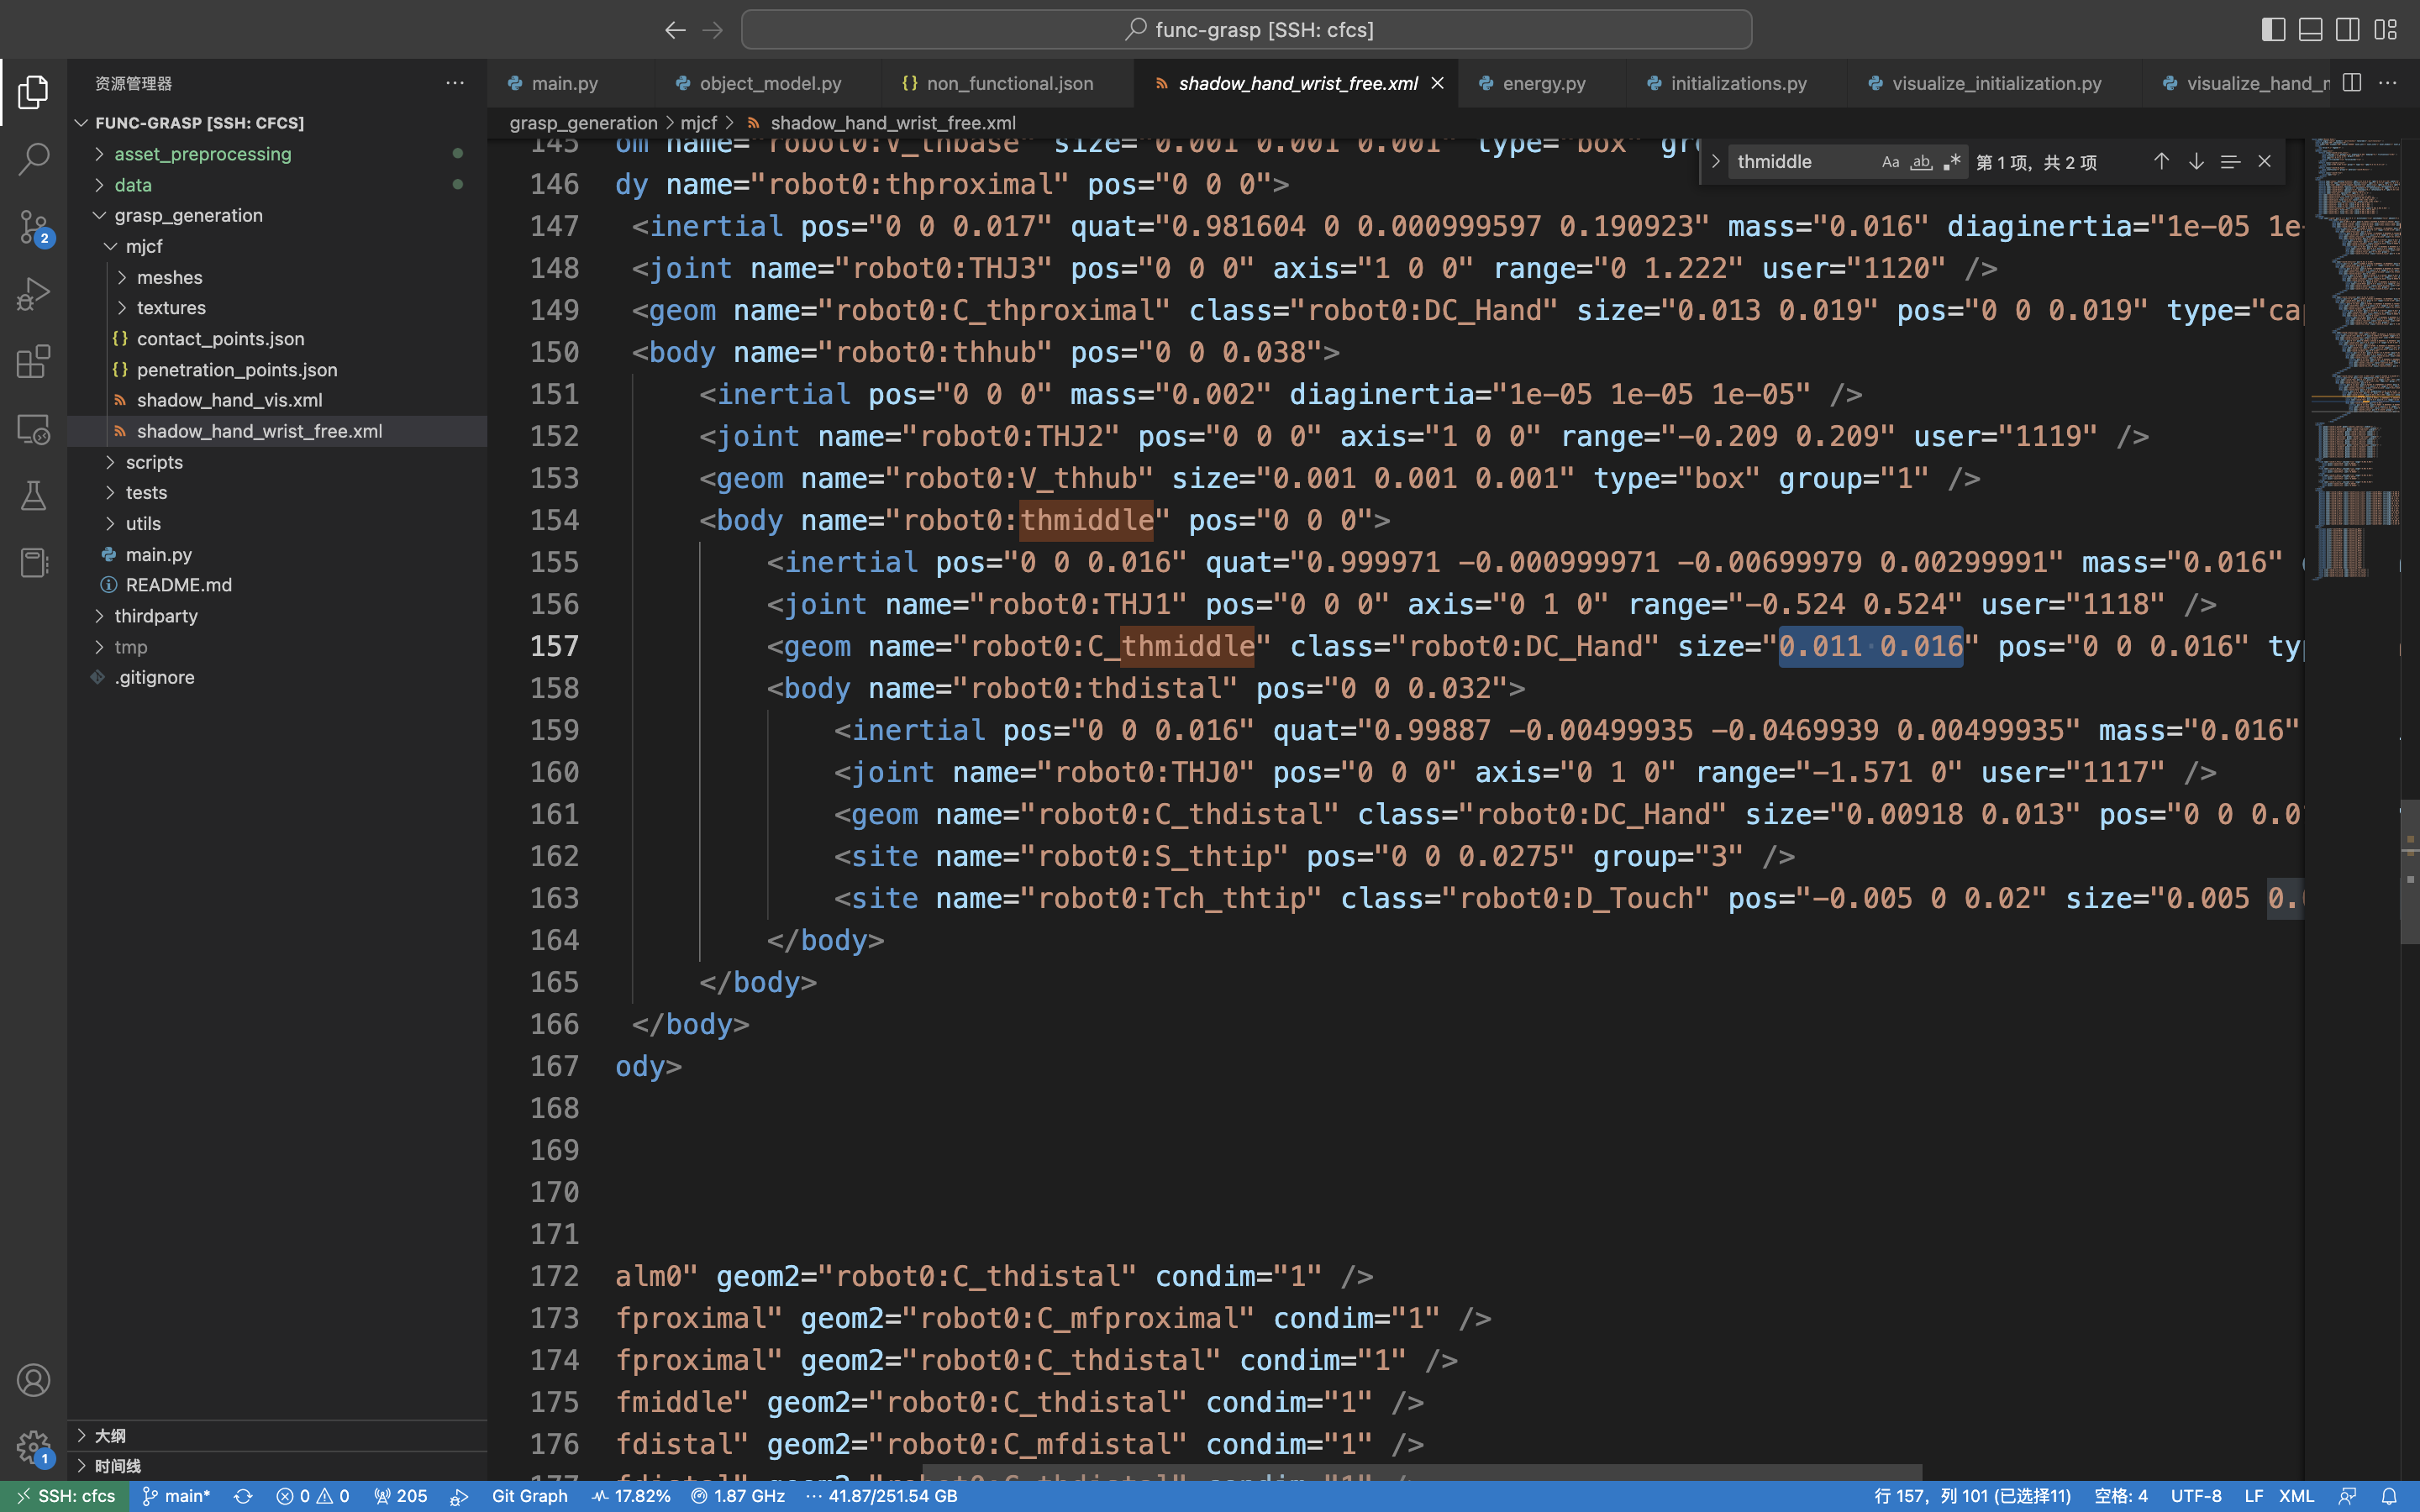 func-grasp [SSH: cfcs]
资源管理器
FUNC-GRASP [SSH: CFCS]
asset_preprocessing
data
grasp_generation
mjcf
meshes
textures
contact_points.json
penetration_points.json
shadow_hand_vis.xml
shadow_hand_wrist_free.xml
scripts
tests
utils
main.py
README.md
thirdparty
tmp
.gitignore
大纲
时间线
main.py object_model.py {} non_functional.json shadow_hand_wrist_free.xml energy.py initializations.py visualize_initialization.py
grasp_generation > mjcf > shadow_hand_wrist_free.xml
thmiddle Aa ab 第 1 项，共 2 项
145 om name="robot0:V_thbase" size="0.001 0.001 0.001" type="box"
146 dy name="robot0:thproximal" pos="0 0 0">
147 <inertial pos="0 0 0.017" quat="0.981604 0 0.000999597 0.190923" mass="0.016" diaginertia="1e-05
148 <joint name="robot0:THJ3" pos="0 0 0" axis="1 0 0" range="0 1.222" user="1120" />
149 <geom name="robot0:C_thproximal" class="robot0:DC_Hand" size="0.013 0.019" pos="0 0 0.019"
150 <body name="robot0:thhub" pos="0 0 0.038">
151 <inertial pos="0 0 0" mass="0.002" diaginertia="1e-05 1e-05 1e-05" />
152 <joint name="robot0:THJ2" pos="0 0 0" axis="1 0 0" range="-0.209 0.209" user="1119" />
153 <geom name="robot0:V_thhub" size="0.001 0.001 0.001" type="box" group="1" />
154 <body name="robot0:thmiddle" pos="0 0 0">
155 <inertial pos="0 0 0.016" quat="0.999971 -0.000999971 -0.00699979 0.00299991" mass="0.016"
156 <joint name="robot0:THJ1" pos="0 0 0" axis="0 1 0" range="-0.524 0.524" user="1118" />
157 <geom name="robot0:C_thmiddle" class="robot0:DC_Hand" size="0.011 0.016" pos="0 0 0.016"
158 <body name="robot0:thdistal" pos="0 0 0.032">
159 <inertial pos="0 0 0.016" quat="0.99887 -0.00499935 -0.0469939 0.00499935" mass="0.016"
160 <joint name="robot0:THJ0" pos="0 0 0" axis="0 1 0" range="-1.571 0" user="1117" />
161 <geom name="robot0:C_thdistal" class="robot0:DC_Hand" size="0.00918 0.013" pos="0 0
162 <site name="robot0:S_thtip" pos="0 0 0.0275" group="3" />
163 <site name="robot0:Tch_thtip" class="robot0:D_Touch" pos="-0.005 0 0.02" size="0.005
164 </body>
165 </body>
166 </body>
167 ody>
168
169
170
171
172 alm0" geom2="robot0:C_thdistal" condim="1" />
173 fproximal" geom2="robot0:C_mfproximal" condim="1" />
174 fproximal" geom2="robot0:C_thdistal" condim="1" />
175 fmiddle" geom2="robot0:C_thdistal" condim="1" />
176 fdistal" geom2="robot0:C_mfdistal" condim="1" />
SSH: cfcs main* 0 0 205 Git Graph 17.82% 1.87 GHz 41.87/251.54 GB 行 157，列 101 (已选择11) 空格: 4 UTF-8 LF XML